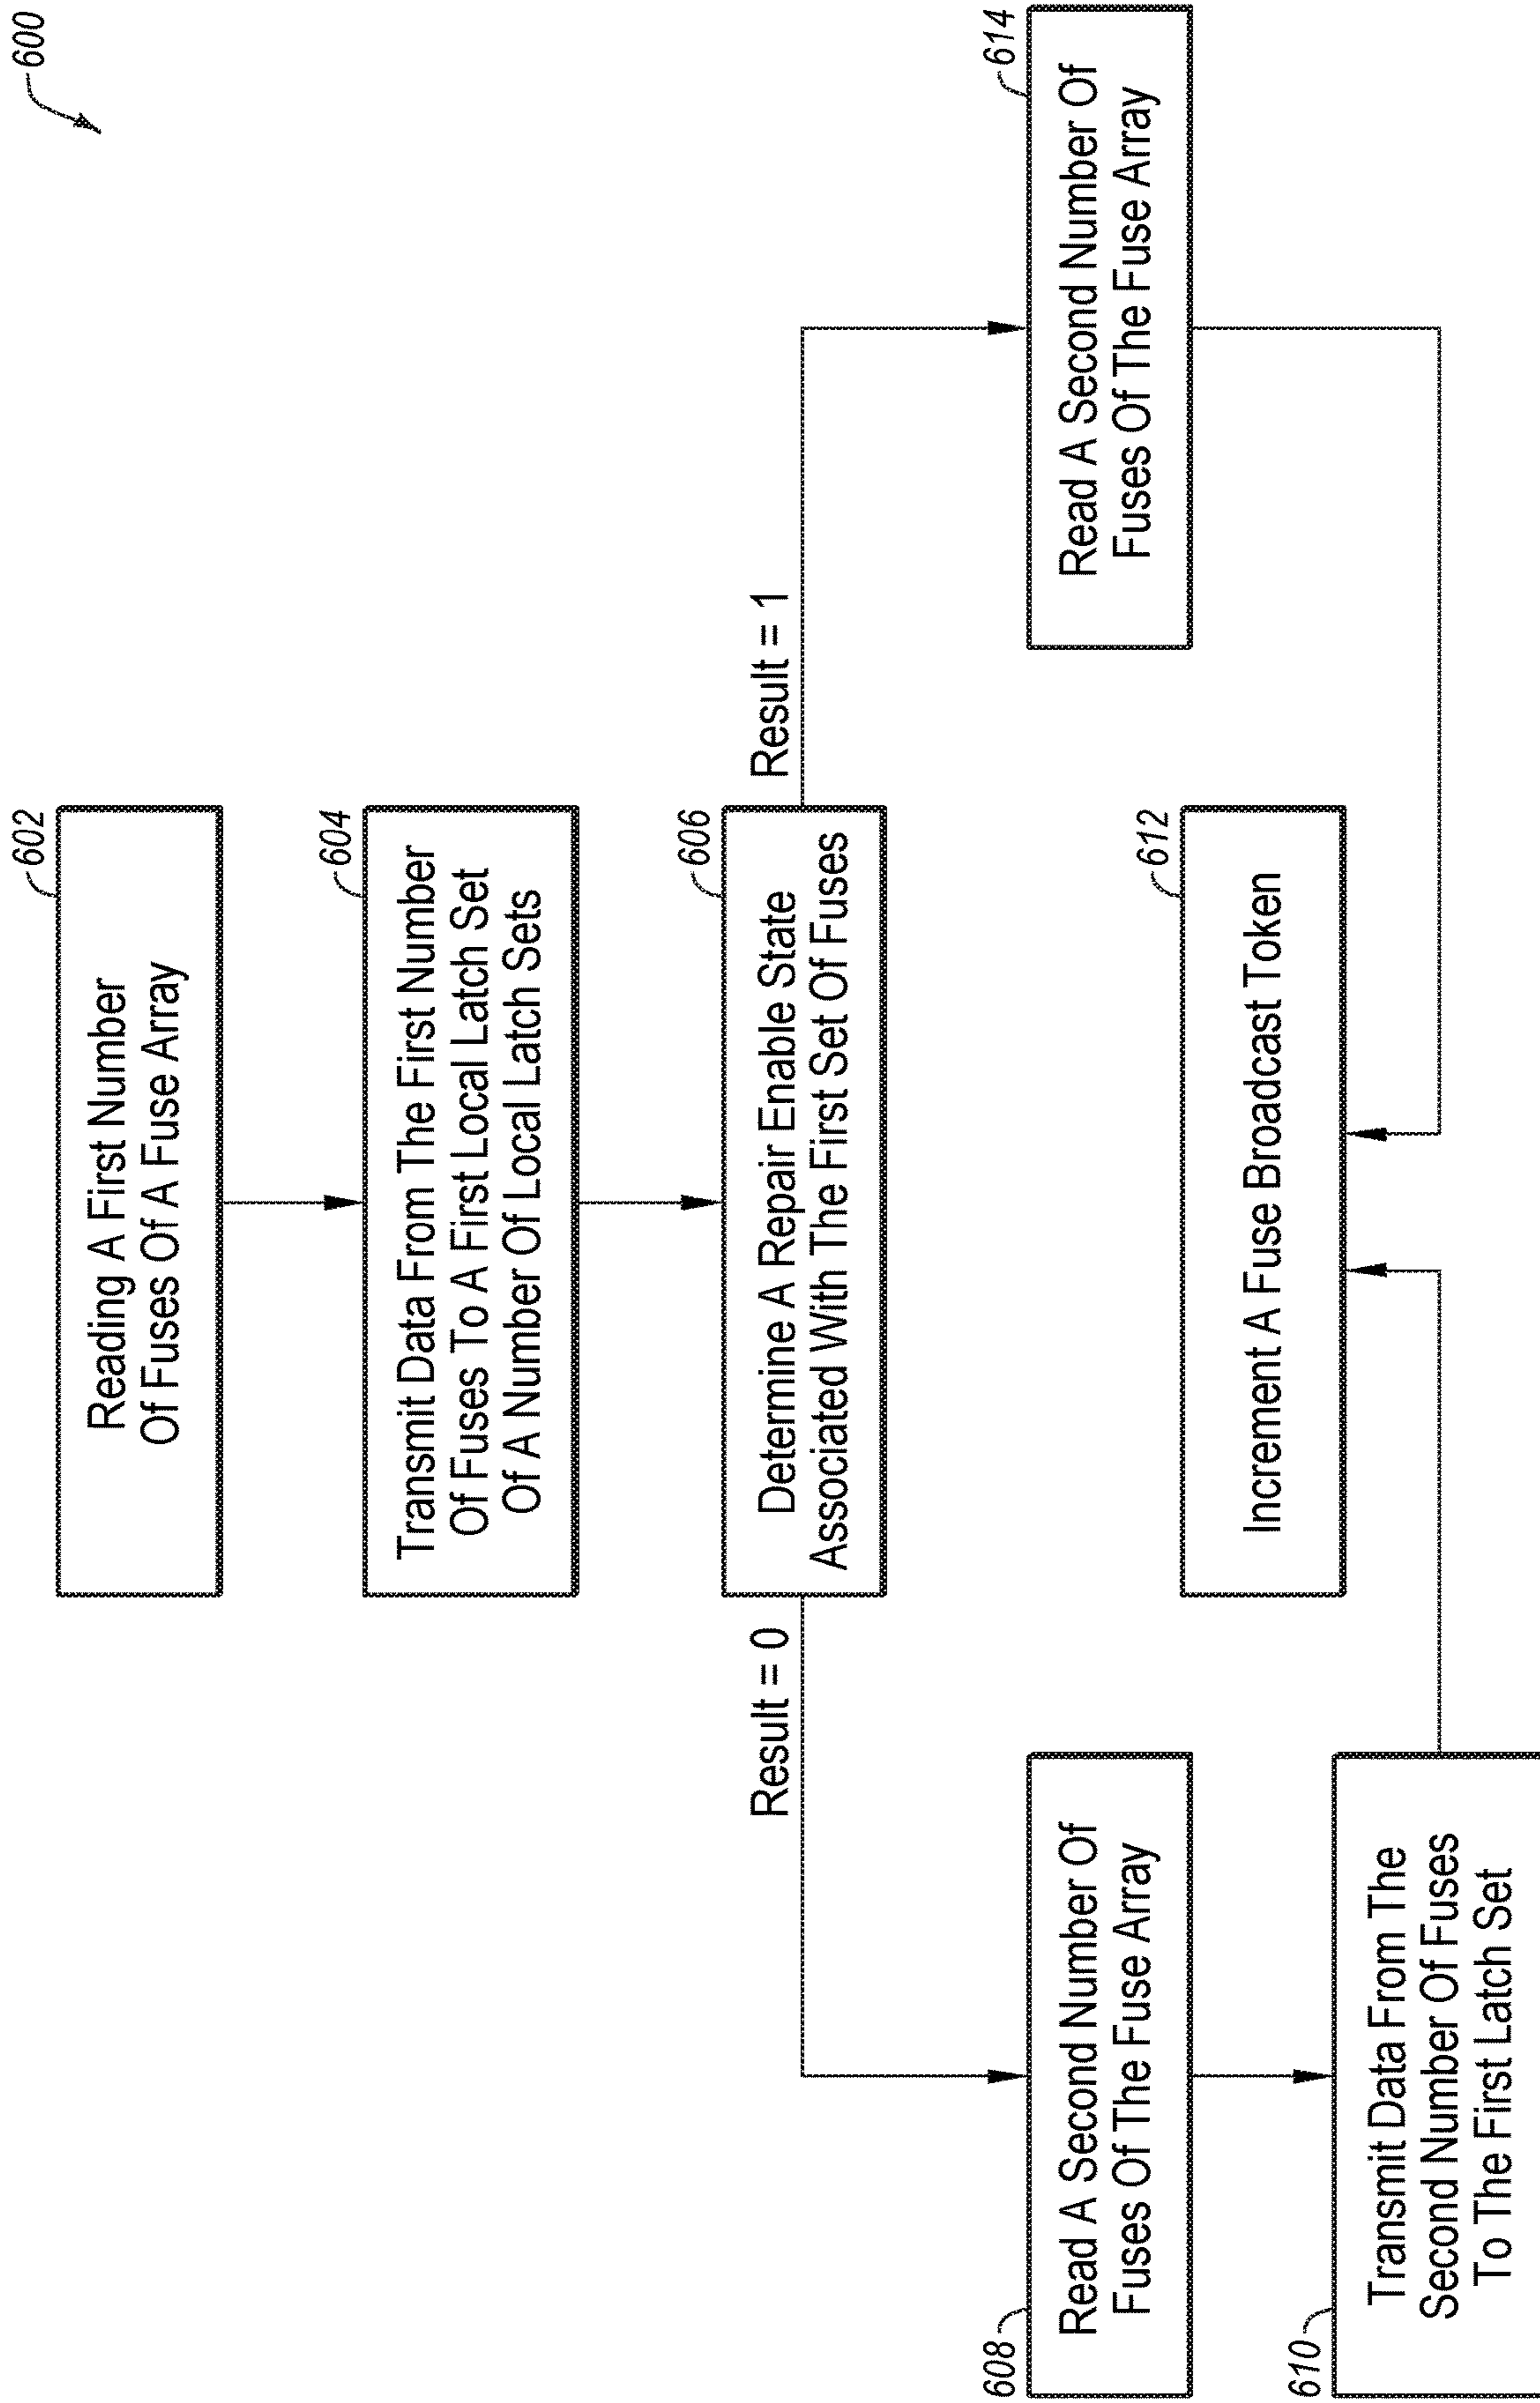 600
602
Reading A First Number
Of Fuses Of A Fuse Array
604
Transmit Data From The First Number
Of Fuses To A First Local Latch Set
Of A Number Of Local Latch Sets
606
Determine A Repair Enable State
Associated With The First Set Of Fuses
Result = 0
Result = 1
608
Read A Second Number Of
Fuses Of The Fuse Array
614
Read A Second Number Of
Fuses Of The Fuse Array
612
Increment A Fuse Broadcast Token
610
Transmit Data From The
Second Number Of Fuses
To The First Latch Set